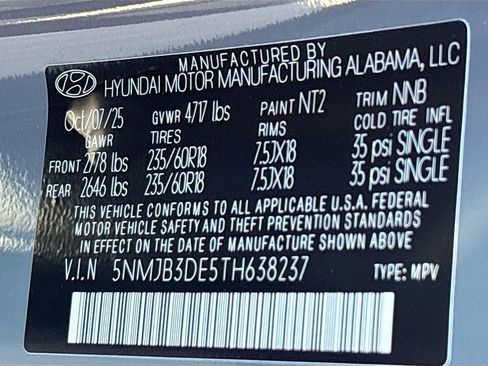 MANUFACTURED BY
HYUNDAI MOTOR MANUFACTURING ALABAMA, LLC
Oct/07/25 GVWR 4717 lbs PAINT NT2 TRIM NNB
GAWR TIRES RIMS COLD TIRE INFL
FRONT 2778 lbs 235/60R18 7.5JX18 35 psi SINGLE
REAR 2646 lbs 235/60R18 7.5JX18 35 psi SINGLE
THIS VEHICLE CONFORMS TO ALL APPLICABLE U.S.A. FEDERAL
MOTOR VEHICLE SAFETY AND THEFT PREVENTION STANDARDS
IN EFFECT ON THE DATE OF MANUFACTURE SHOWN ABOVE
V.I.N 5NMJB3DE5TH638237 TYPE: MPV